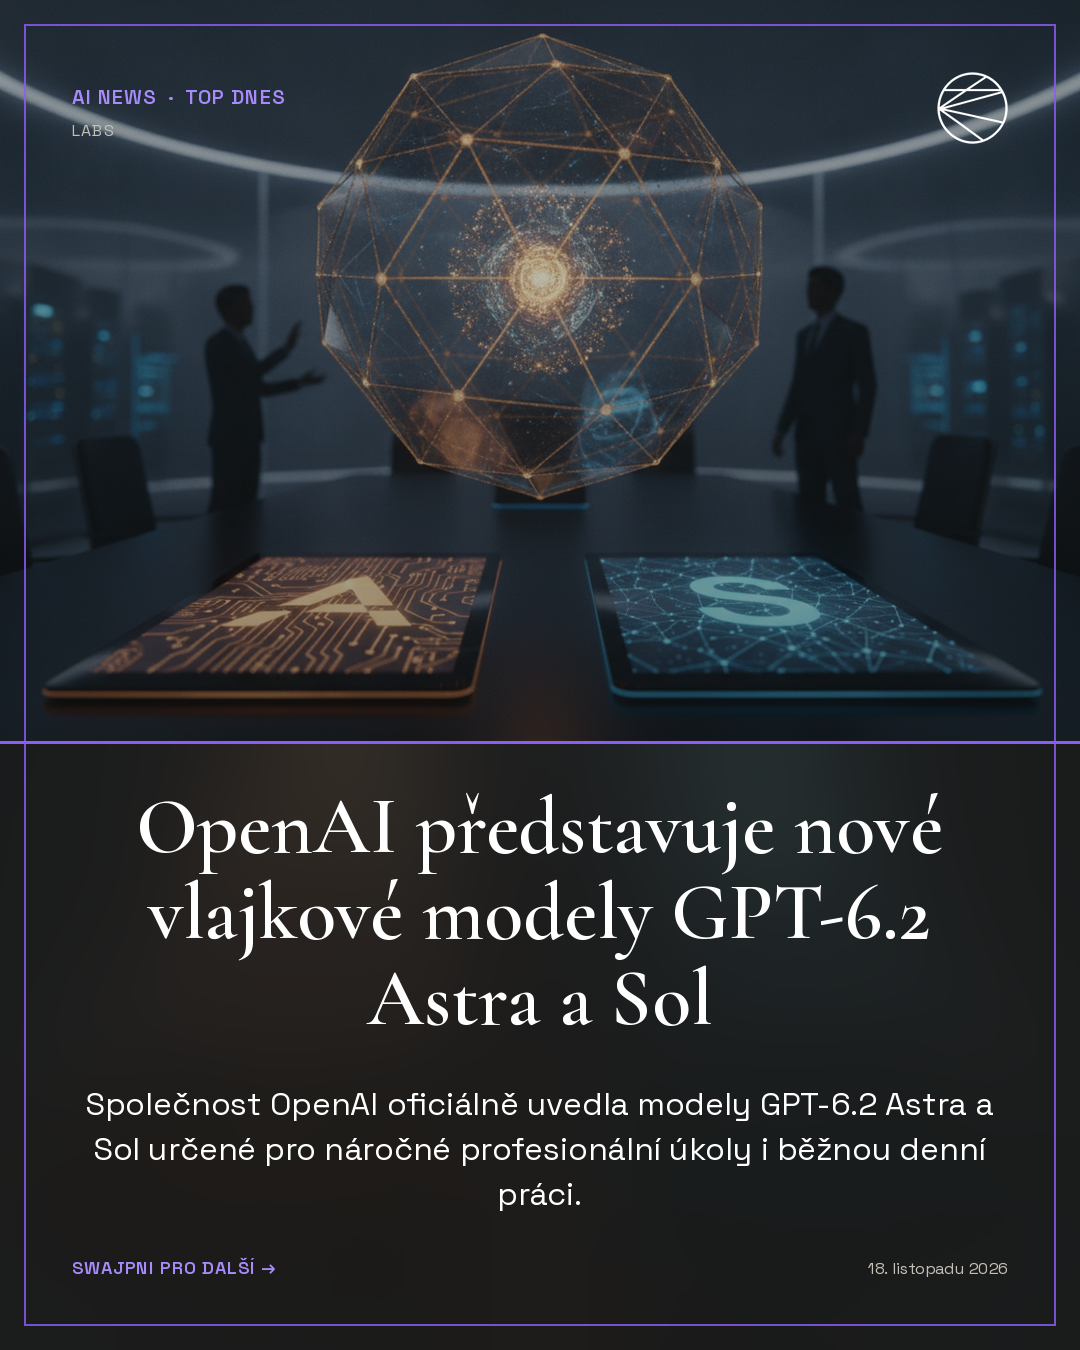 AI NEWS · TOP DNES
LABS
A
S
OpenAI představuje nové
vlajkové modely GPT-6.2
Astra a Sol
Společnost OpenAI oficiálně uvedla modely GPT-6.2 Astra a
Sol určené pro náročné profesionální úkoly i běžnou denní
práci.
SWAJPNI PRO DALŠÍ →
18. listopadu 2026